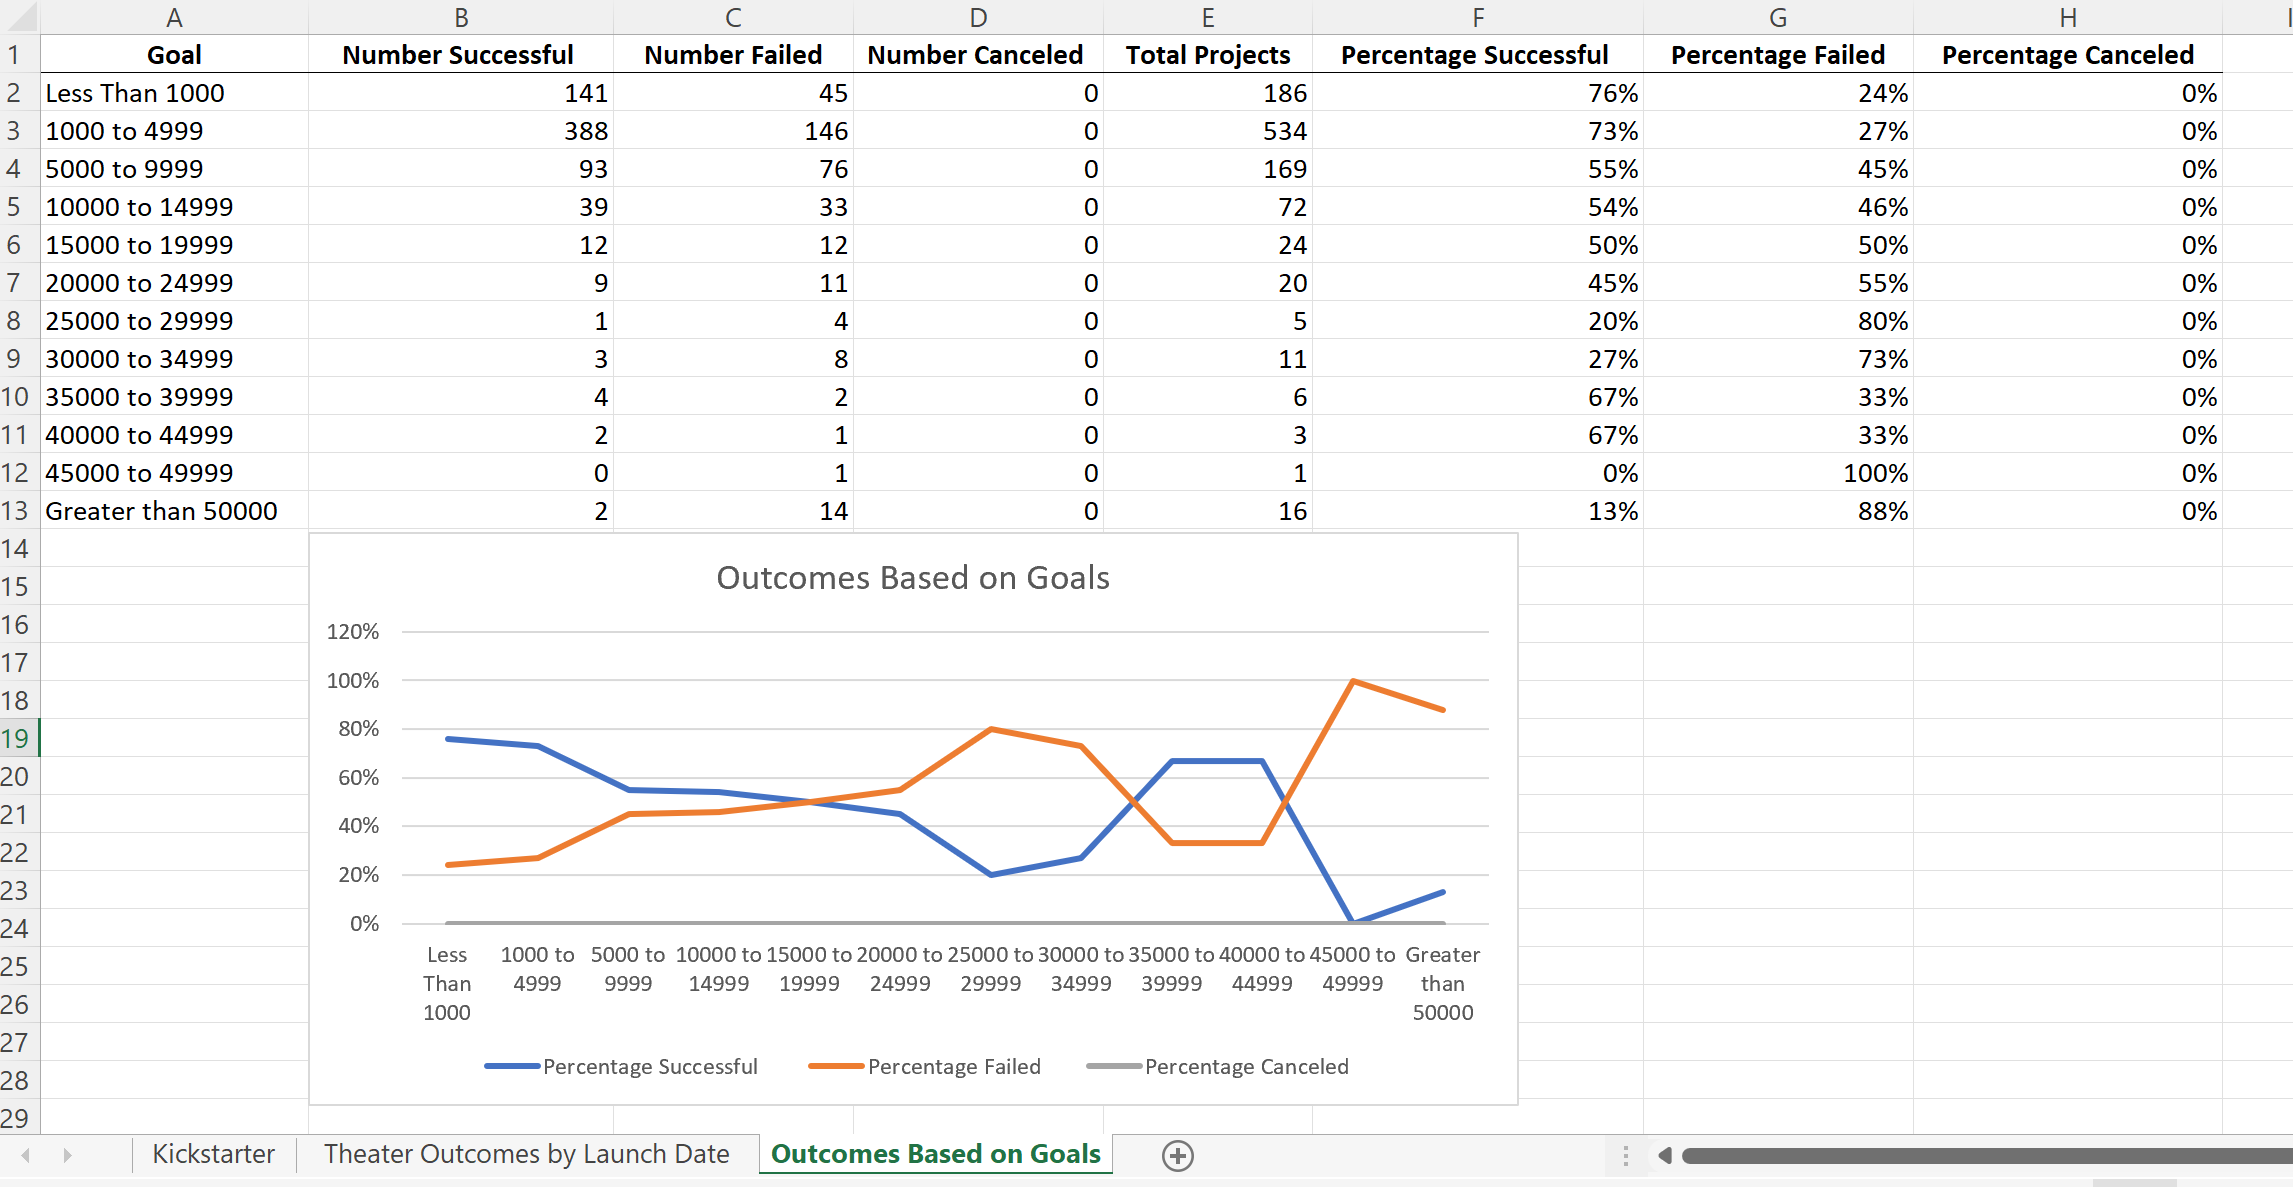 A B C D E F G H I
1 Goal Number Successful Number Failed Number Canceled Total Projects Percentage Successful Percentage Failed Percentage Canceled
2 Less Than 1000 141 45 0 186 76% 24% 0%
3 1000 to 4999 388 146 0 534 73% 27% 0%
4 5000 to 9999 93 76 0 169 55% 45% 0%
5 10000 to 14999 39 33 0 72 54% 46% 0%
6 15000 to 19999 12 12 0 24 50% 50% 0%
7 20000 to 24999 9 11 0 20 45% 55% 0%
8 25000 to 29999 1 4 0 5 20% 80% 0%
9 30000 to 34999 3 8 0 11 27% 73% 0%
10 35000 to 39999 4 2 0 6 67% 33% 0%
11 40000 to 44999 2 1 0 3 67% 33% 0%
12 45000 to 49999 0 1 0 1 0% 100% 0%
13 Greater than 50000 2 14 0 16 13% 88% 0%
14
15
16
17
18
19
20
21
22
23
24
25
26
27
28
29
Outcomes Based on Goals
120%
100%
80%
60%
40%
20%
0%
Less 1000 to 5000 to 10000 to 15000 to 20000 to 25000 to 30000 to 35000 to 40000 to 45000 to Greater
Than 4999 9999 14999 19999 24999 29999 34999 39999 44999 49999 than
1000 50000
Percentage Successful Percentage Failed Percentage Canceled
Kickstarter Theater Outcomes by Launch Date Outcomes Based on Goals